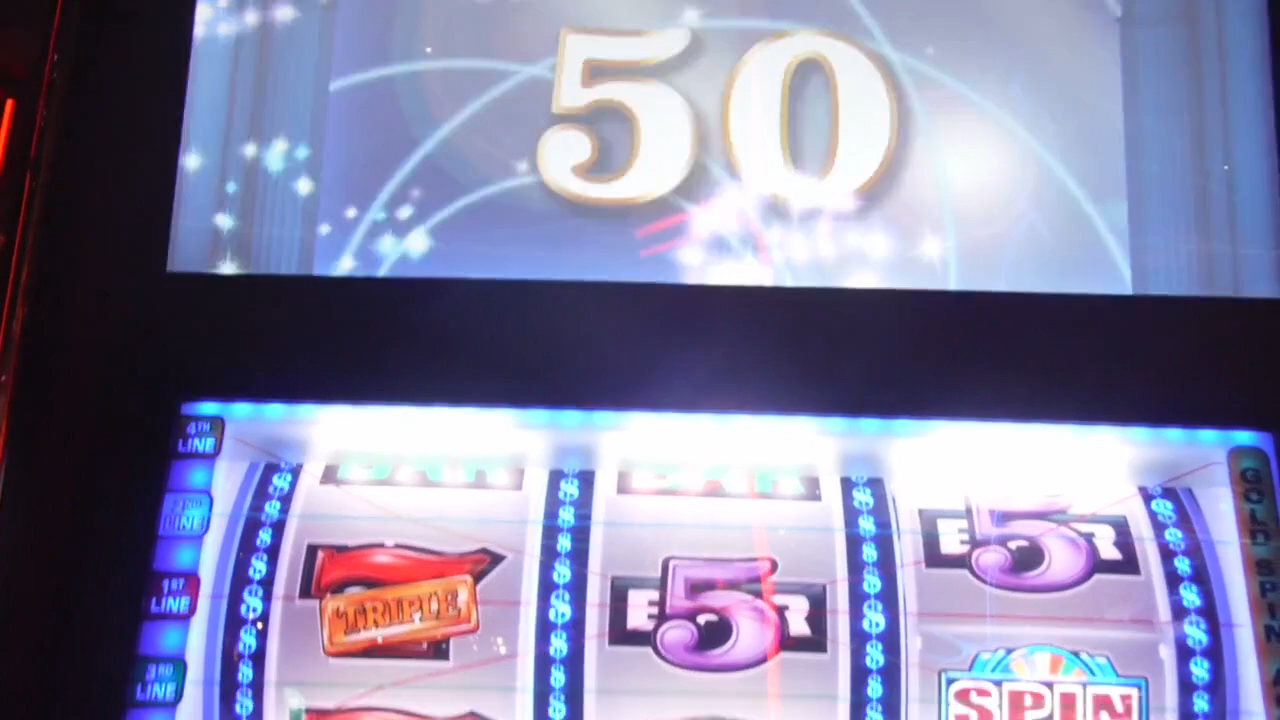 50
4TH
LINE
2ND
LINE
1ST
LINE
3RD
LINE
TRIPLE
5
5
SPIN
GOLD SPIN